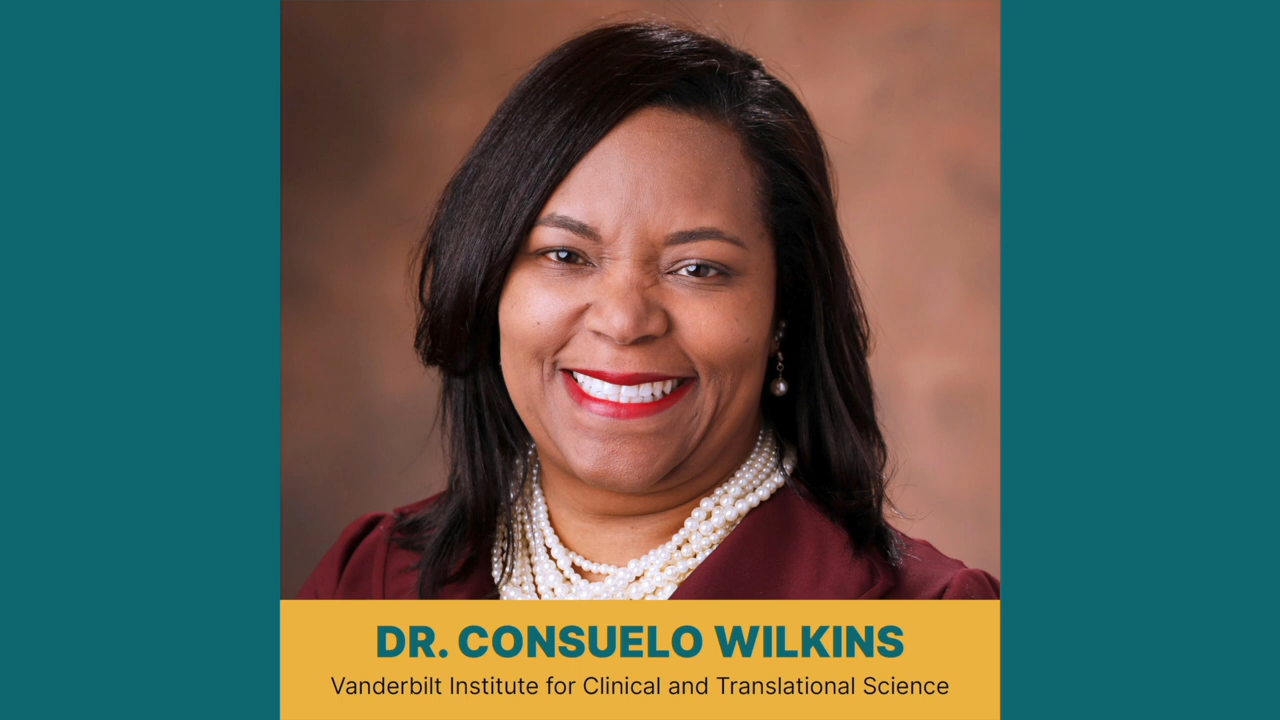 DR. CONSUELO WILKINS
Vanderbilt Institute for Clinical and Translational Science